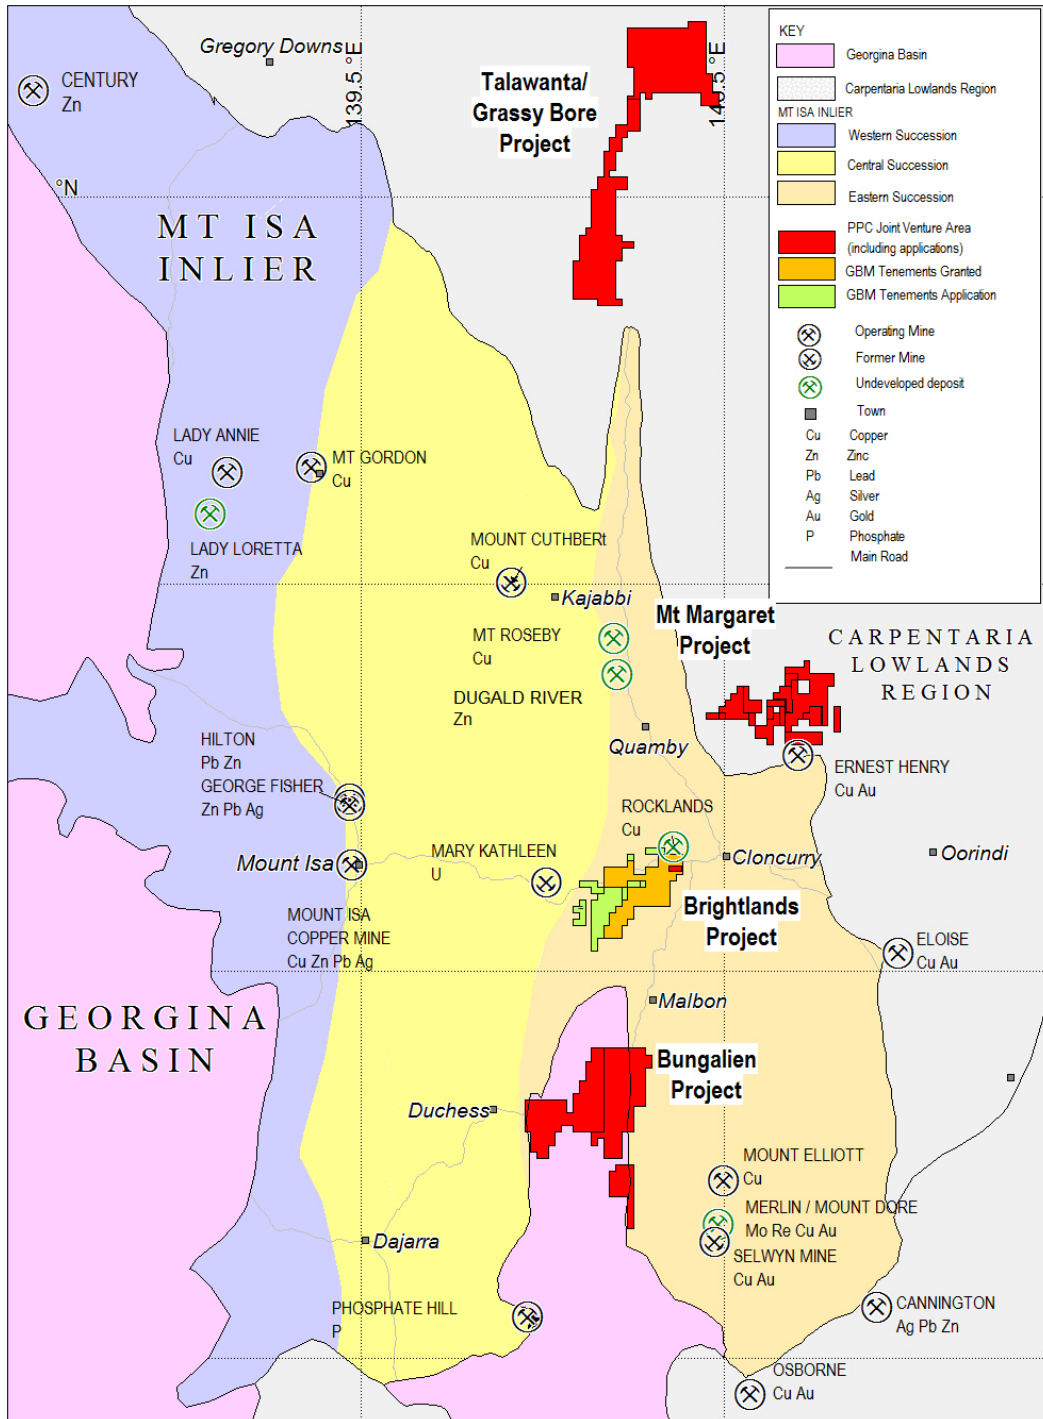 Gregory Downs
139.5 °E
CENTURY
Zn
Talawanta/
Grassy Bore
Project
°N
MT ISA
INLIER
KEY
Georgina Basin
Carpentaria Lowlands Region
MT ISA INLIER
Western Succession
Central Succession
Eastern Succession
PPC Joint Venture Area
(including applications)
GBM Tenements Granted
GBM Tenements Application
Operating Mine
Former Mine
Undeveloped deposit
Town
Cu Copper
Zn Zinc
Pb Lead
Ag Silver
Au Gold
P Phosphate
Main Road
LADY ANNIE
Cu
MT GORDON
Cu
LADY LORETTA
Zn
MOUNT CUTHBERt
Cu
Kajabbi
Mt Margaret
Project
MT ROSEBY
Cu
CARPENTARIA
LOWLANDS
REGION
DUGALD RIVER
Zn
Quamby
HILTON
Pb Zn
GEORGE FISHER
Zn Pb Ag
ERNEST HENRY
Cu Au
ROCKLANDS
Cu
Mount Isa
MARY KATHLEEN
U
Cloncurry
Oorindi
Brightlands
Project
MOUNT ISA
COPPER MINE
Cu Zn Pb Ag
ELOISE
Cu Au
GEORGINA
BASIN
Malbon
Bungalien
Project
Duchess
MOUNT ELLIOTT
Cu
MERLIN / MOUNT DORE
Mo Re Cu Au
SELWYN MINE
Cu Au
Dajarra
PHOSPHATE HILL
P
CANNINGTON
Ag Pb Zn
OSBORNE
Cu Au